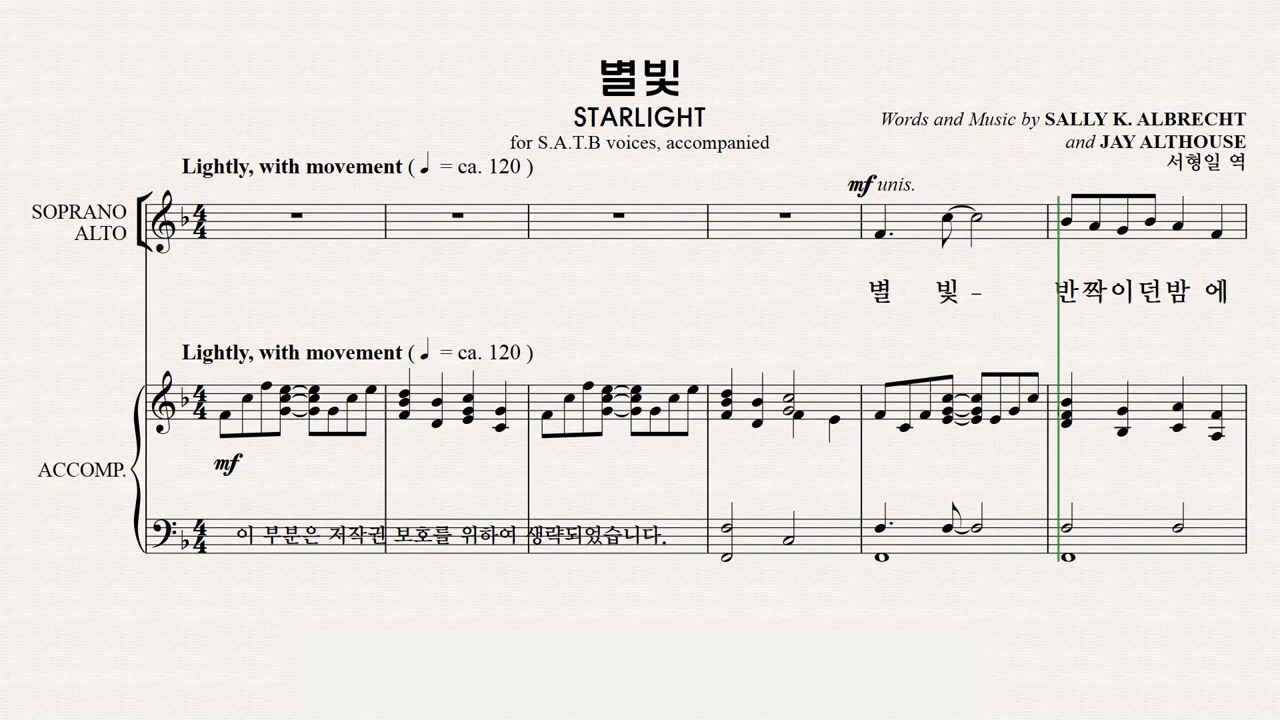 별빛
STARLIGHT
for S.A.T.B voices, accompanied
Words and Music by SALLY K. ALBRECHT
and JAY ALTHOUSE
서형일 역
Lightly, with movement ( ♩ = ca. 120 )
mf unis.
SOPRANO
ALTO
별 빛 - 반짝이던밤 에
Lightly, with movement ( ♩ = ca. 120 )
mf
ACCOMP.
이 부분은 저작권 보호를 위하여 생략되었습니다.